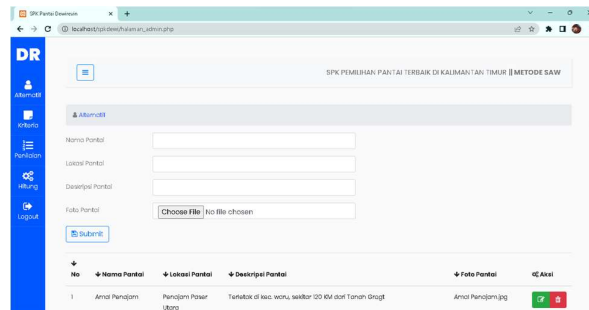 SPK Pantai Dewinsin
localhost/spkdewi/halaman_admin.php
DR
SPK PEMILIHAN PANTAI TERBAIK DI KALIMANTAN TIMUR || METODE SAW
Alternatif
Alternatif
Kriteria
Penilaian
Hitung
Logout
Nama Pantai
Lokasi Pantai
Deskripsi Pantai
Foto Pantai
Choose File No file chosen
Submit
No Nama Pantai Lokasi Pantai Deskripsi Pantai Foto Pantai Aksi
1 Amal Penajam Penajam Paser Utara Terletak di kec. waru, sekitar 120 KM dari Tanah Grogt Amal Penajam.jpg